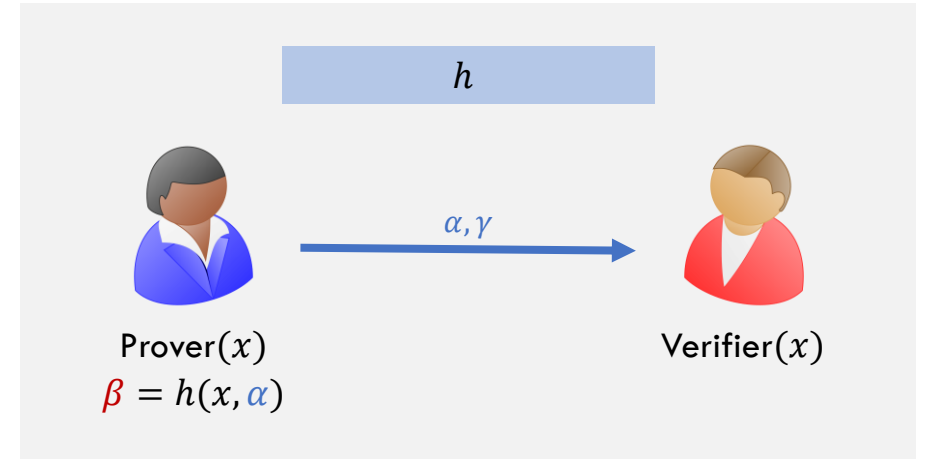 h
α, γ
Prover(x)
Verifier(x)
β = h(x, α)